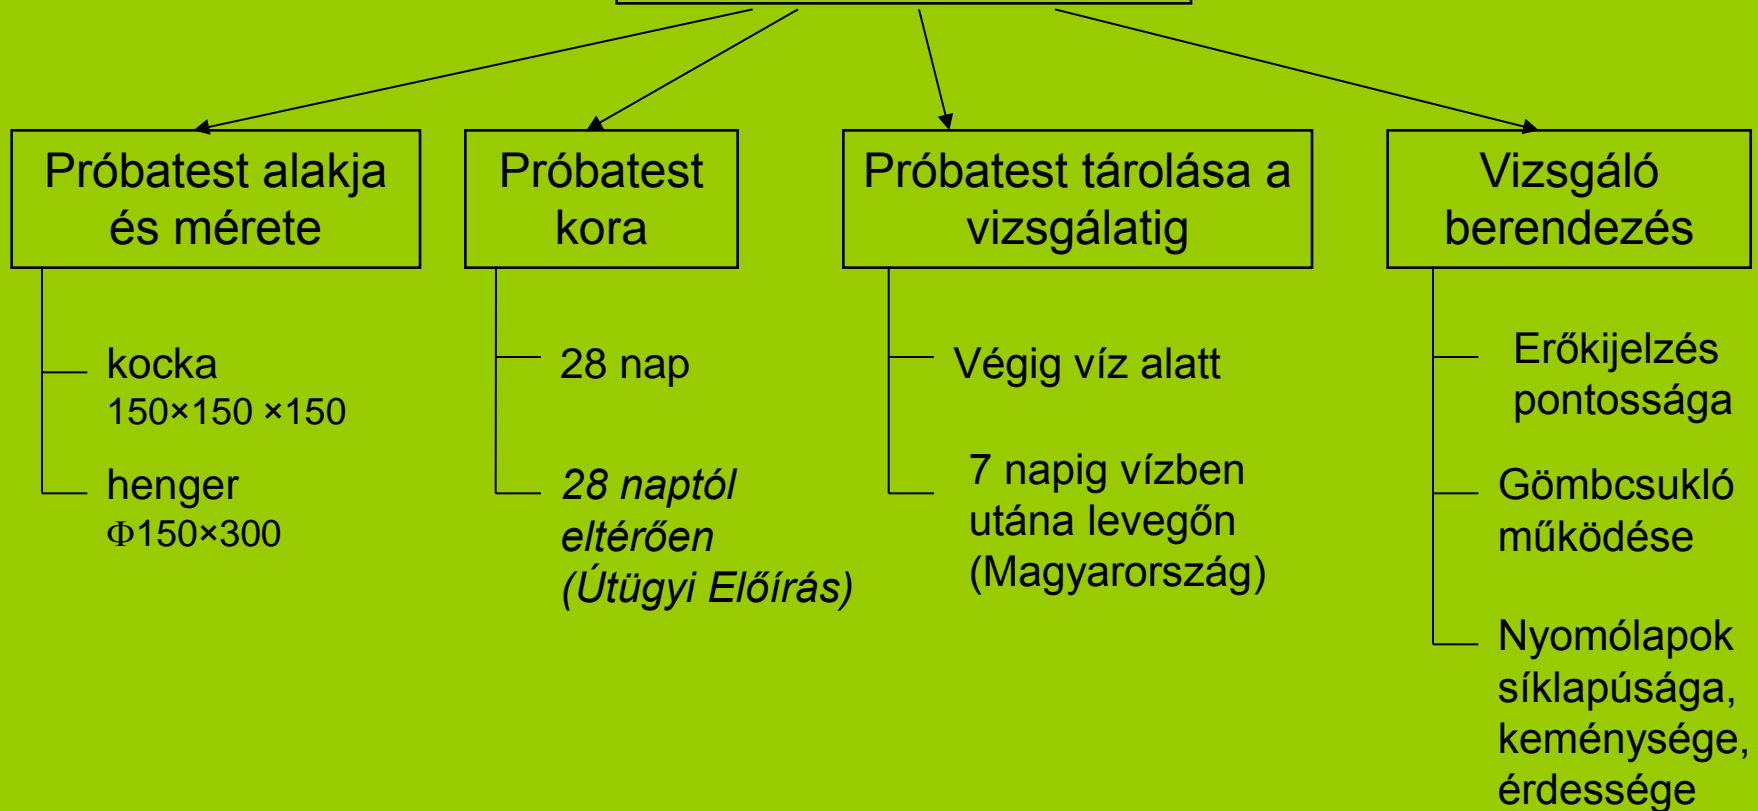 Próbatest alakja
és mérete
kocka
150×150 ×150
henger
Φ150×300
Próbatest
kora
28 nap
28 naptól
eltérően
(Útügyi Előírás)
Próbatest tárolása a
vizsgálatig
Végig víz alatt
7 napig vízben
utána levegőn
(Magyarország)
Vizsgáló
berendezés
Erőkijelzés
pontossága
Gömbcsukló
működése
Nyomólapok
síklapúsága,
keménysége,
érdessége